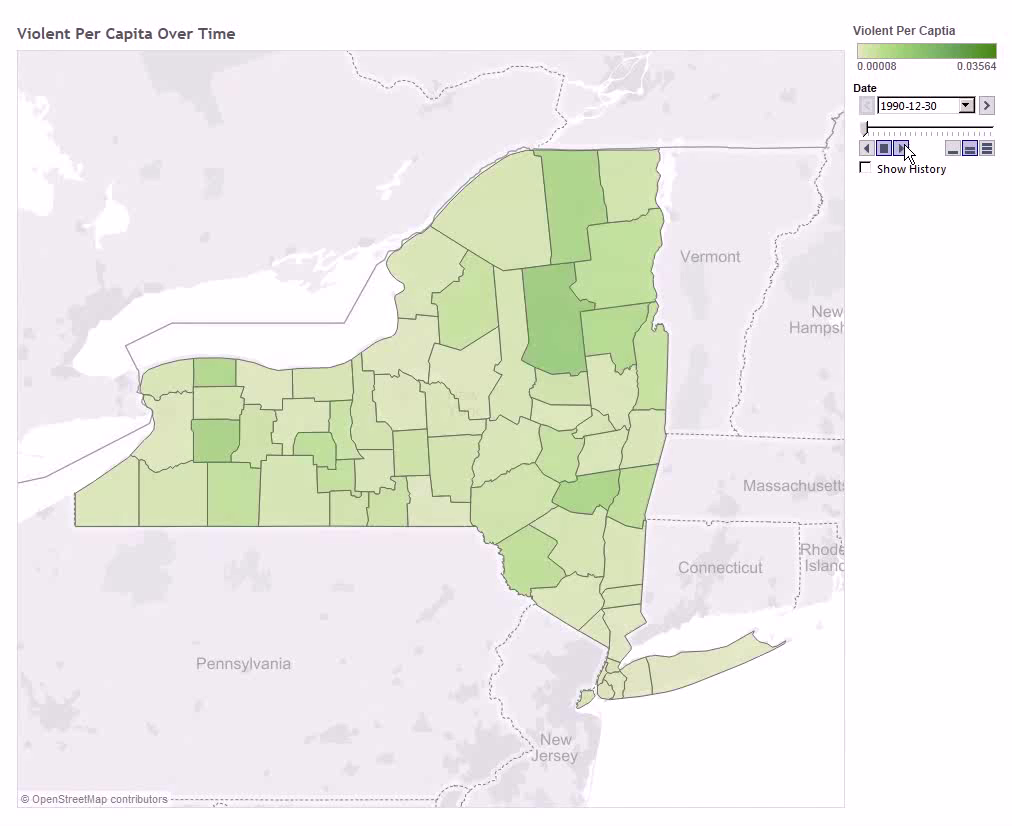 Violent Per Capita Over Time
Violent Per Captia
0.00008 0.03564
Date
1990-12-30
Show History
Vermont
New
Hampsh
Massachusetts
Connecticut
Rhode
Island
Pennsylvania
New
Jersey
© OpenStreetMap contributors